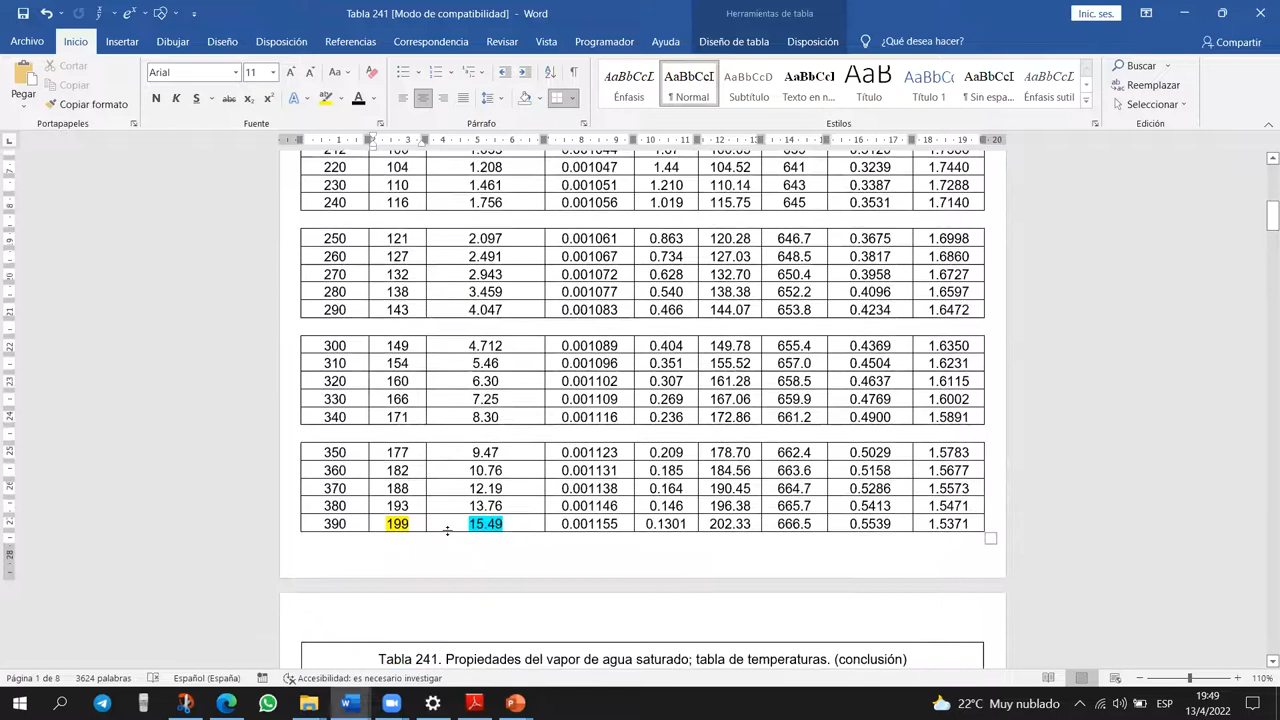 Tabla 241 [Modo de compatibilidad] - Word
Herramientas de tabla
Inic. ses.
Archivo Inicio Insertar Dibujar Diseño Disposición Referencias Correspondencia Revisar Vista Programador Ayuda Diseño de tabla Disposición ¿Qué desea hacer? Compartir
Pegar
Cortar
Copiar
Copiar formato
Portapapeles
Arial 11
Fuente
Párrafo
AaBbCcL AaBbCcD AaBbCcD AaBbCcI AaB AaBbCcL AaBbCcD AaBbCcD
Énfasis ¶ Normal Subtítulo Texto en n... Título Título 1 ¶ Sin espa... Énfasis sutil
Estilos
Buscar
Reemplazar
Seleccionar
Edición
220 104 1.208 0.001047 1.44 104.52 641 0.3239 1.7440
230 110 1.461 0.001051 1.210 110.14 643 0.3387 1.7288
240 116 1.756 0.001056 1.019 115.75 645 0.3531 1.7140
250 121 2.097 0.001061 0.863 120.28 646.7 0.3675 1.6998
260 127 2.491 0.001067 0.734 127.03 648.5 0.3817 1.6860
270 132 2.943 0.001072 0.628 132.70 650.4 0.3958 1.6727
280 138 3.459 0.001077 0.540 138.38 652.2 0.4096 1.6597
290 143 4.047 0.001083 0.466 144.07 653.8 0.4234 1.6472
300 149 4.712 0.001089 0.404 149.78 655.4 0.4369 1.6350
310 154 5.46 0.001096 0.351 155.52 657.0 0.4504 1.6231
320 160 6.30 0.001102 0.307 161.28 658.5 0.4637 1.6115
330 166 7.25 0.001109 0.269 167.06 659.9 0.4769 1.6002
340 171 8.30 0.001116 0.236 172.86 661.2 0.4900 1.5891
350 177 9.47 0.001123 0.209 178.70 662.4 0.5029 1.5783
360 182 10.76 0.001131 0.185 184.56 663.6 0.5158 1.5677
370 188 12.19 0.001138 0.164 190.45 664.7 0.5286 1.5573
380 193 13.76 0.001146 0.146 196.38 665.4 0.5413 1.5471
390 199 15.49 0.001155 0.1301 202.33 666.5 0.5539 1.5371
Tabla 241. Propiedades del vapor de agua saturado; tabla de temperaturas. (conclusión)
Página 1 de 8 3624 palabras Español (España) Accesibilidad: es necesario investigar 110%
22°C Muy nublado ESP 19:49
13/4/2022